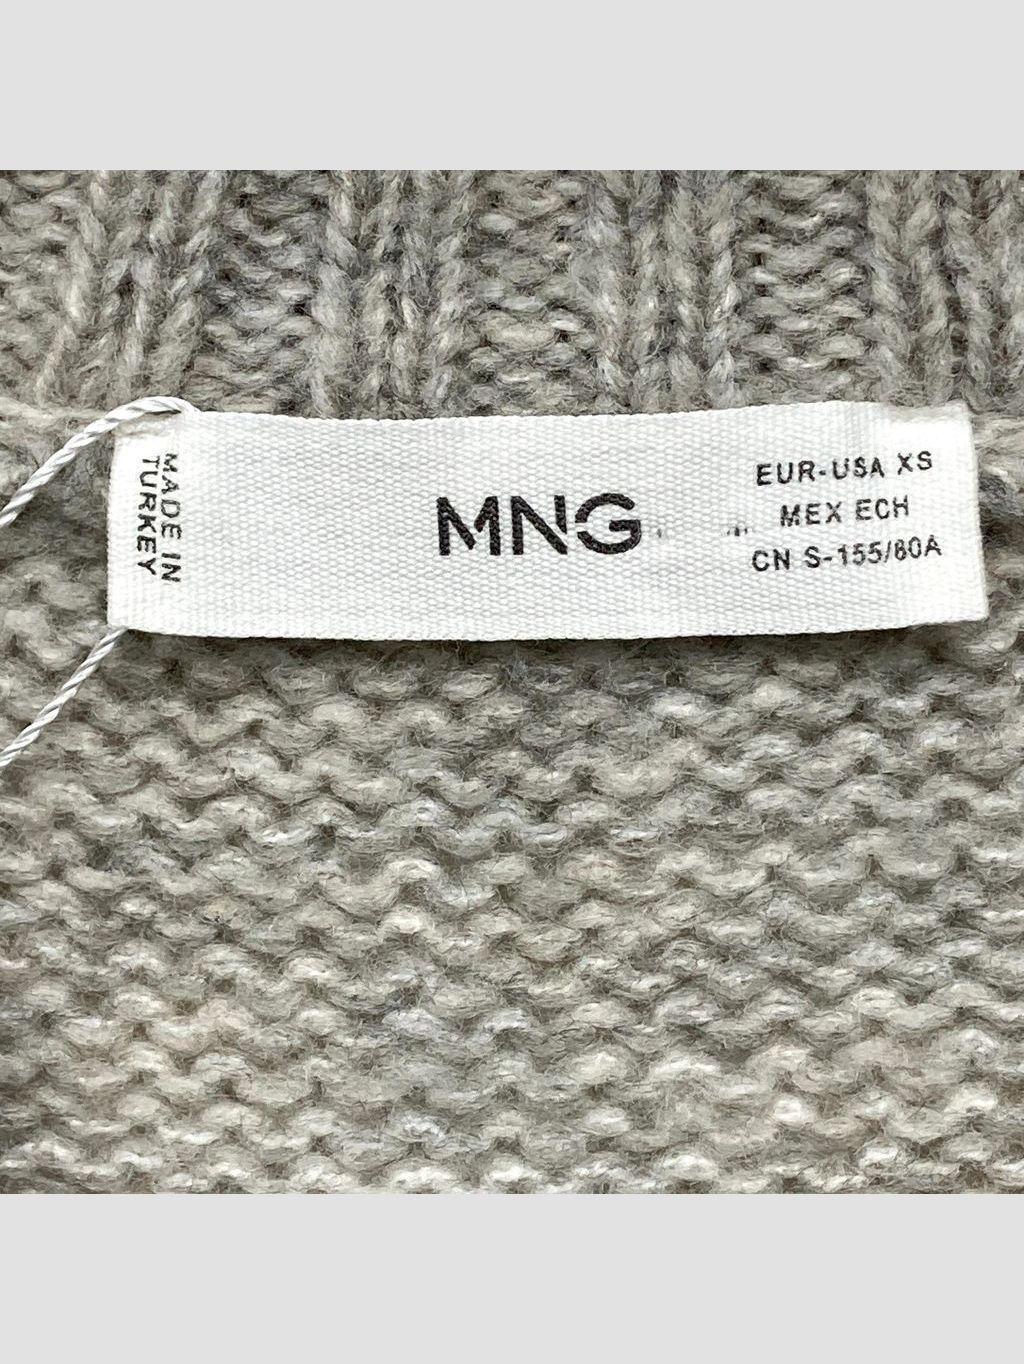 MADE IN
TURKEY
MNG
EUR-USA XS
MEX ECH
CN S-155/80A